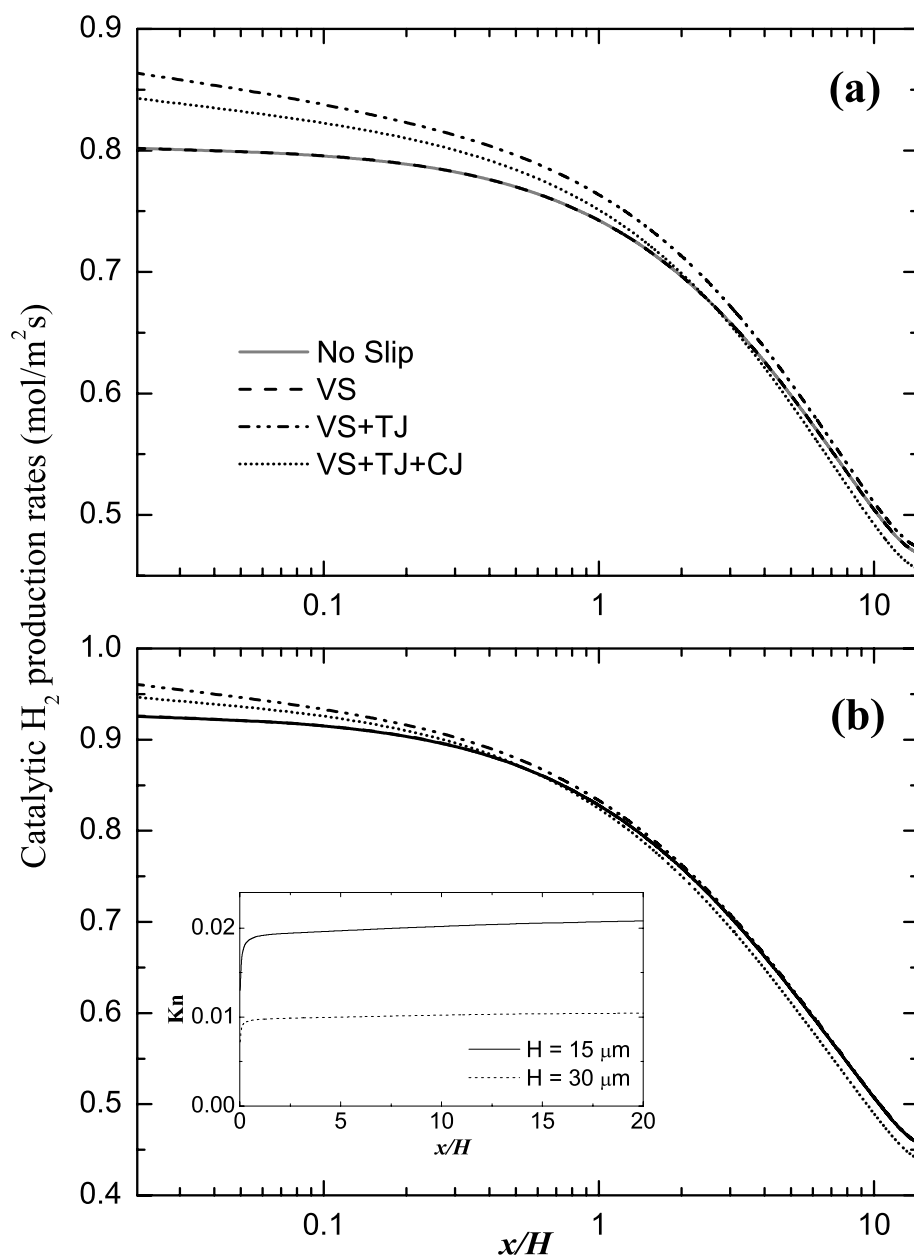 Catalytic H₂ production rates (mol/m²s)
0.9
0.8
0.7
0.6
0.5
(a)
No Slip
VS
VS+TJ
VS+TJ+CJ
0.1 1 10
1.0
0.9
0.8
0.7
0.6
0.5
0.4
(b)
Kn
0.02
0.01
0.00
H = 15 μm
H = 30 μm
0 5 10 15 20
x/H
0.1 1 10
x/H